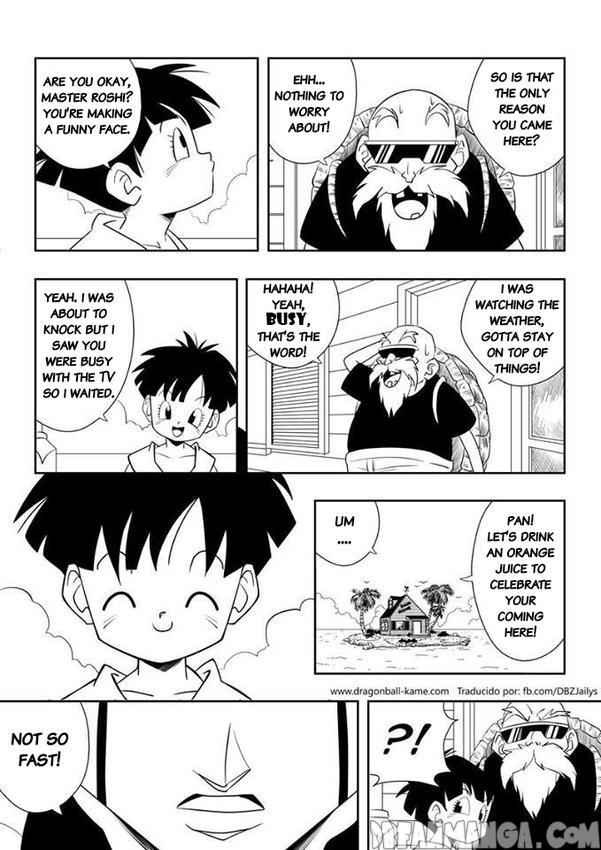 SO IS THAT
THE ONLY
REASON
YOU CAME
HERE?
EHH...
NOTHING TO
WORRY
ABOUT!
ARE YOU OKAY,
MASTER ROSHI?
YOU'RE MAKING
A FUNNY FACE.
I WAS
WATCHING THE
WEATHER,
GOTTA STAY
ON TOP OF
THINGS!
HAHAHA!
YEAH,
BUSY,
THAT'S THE
WORD!
YEAH. I WAS
ABOUT TO
KNOCK BUT I
SAW YOU
WERE BUSY
WITH THE TV
SO I WAITED.
PAN!
LET'S DRINK
AN ORANGE
JUICE TO
CELEBRATE
YOUR
COMING
HERE!
UM
....
www.dragonball-kame.com Traducido por: fb.com/DBZJailys
?!
NOT SO
FAST!